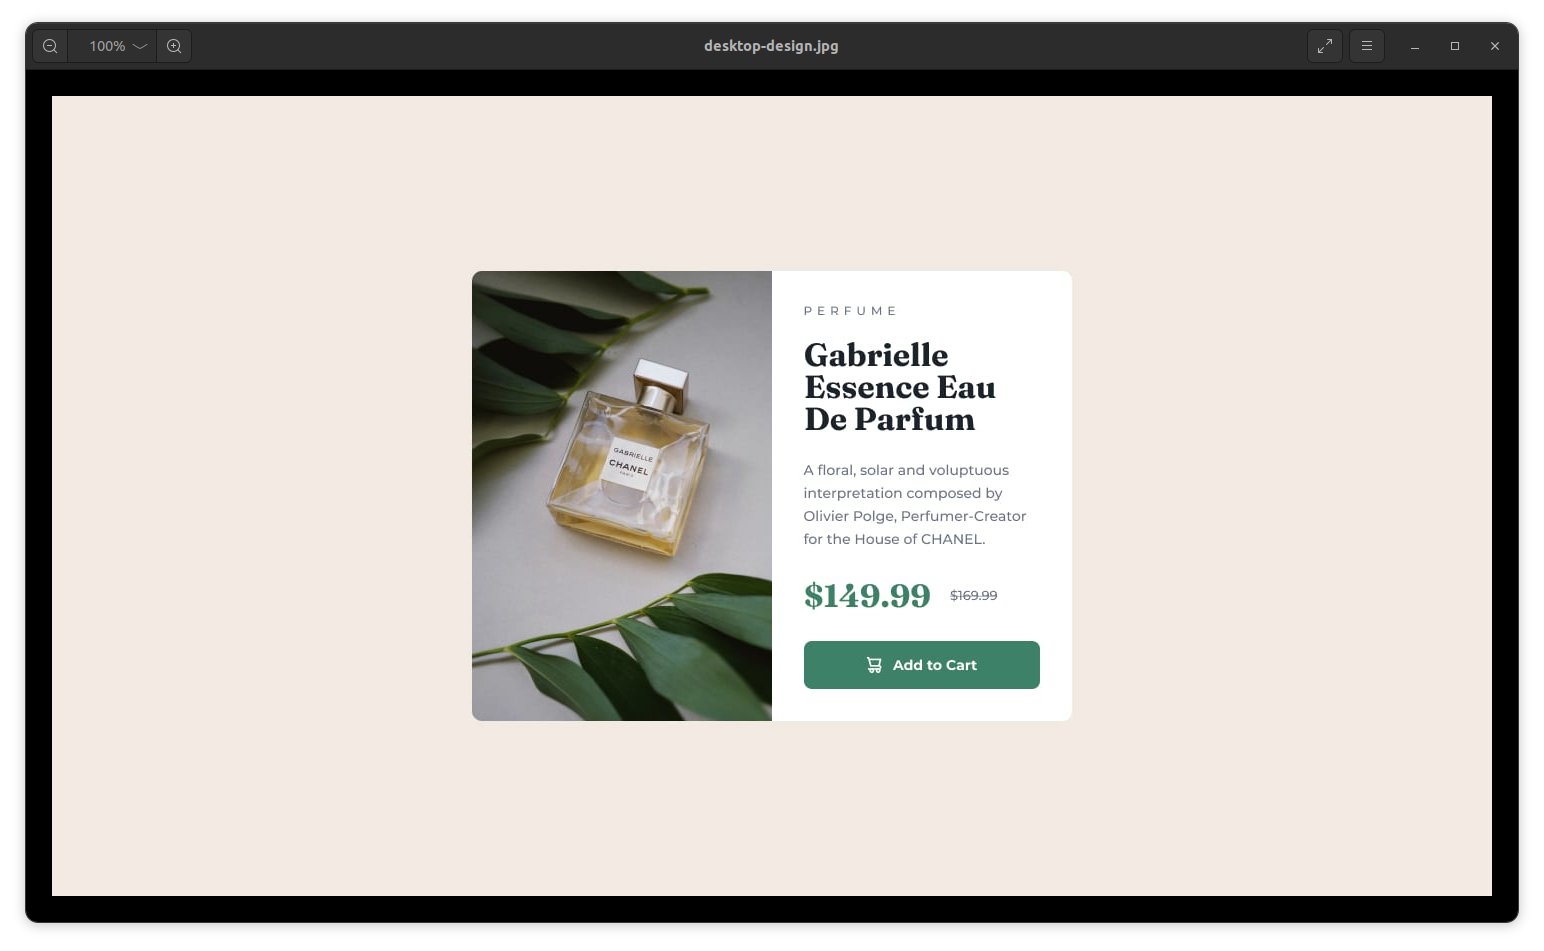 100%
desktop-design.jpg
PERFUME
Gabrielle
Essence Eau
De Parfum
GABRIELLE
CHANEL
PARIS
A floral, solar and voluptuous
interpretation composed by
Olivier Polge, Perfumer-Creator
for the House of CHANEL.
$149.99 $169.99
Add to Cart